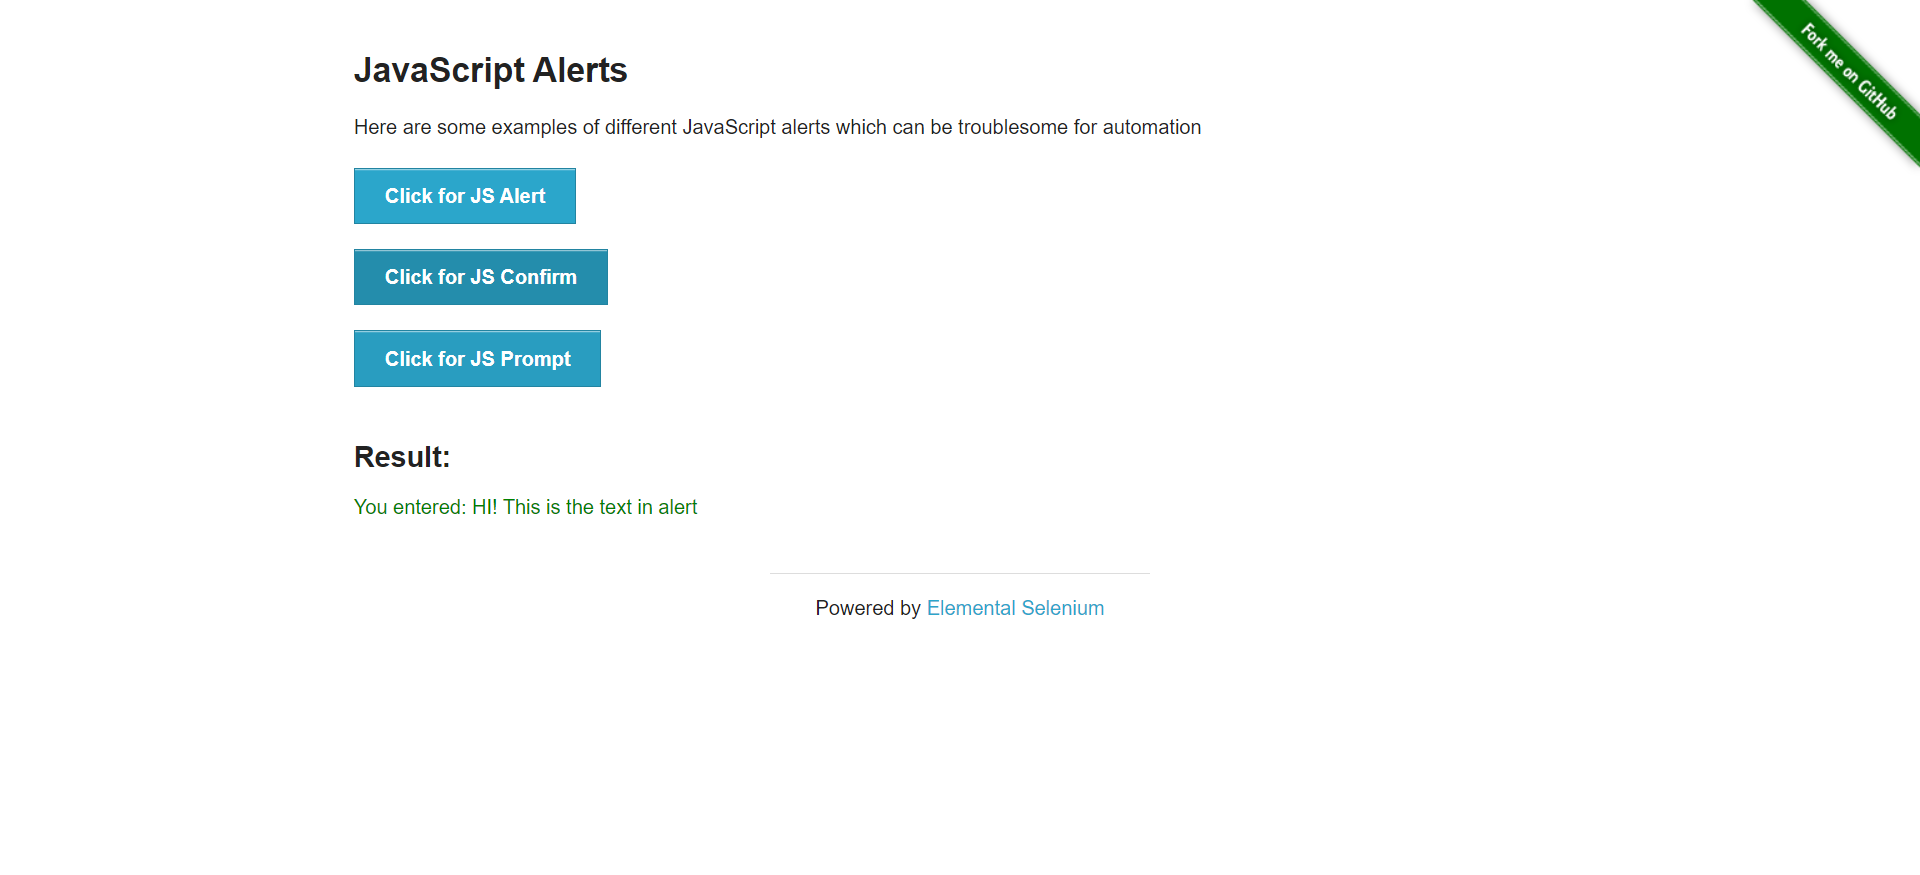 Fork me on GitHub
JavaScript Alerts
Here are some examples of different JavaScript alerts which can be troublesome for automation
Click for JS Alert
Click for JS Confirm
Click for JS Prompt
Result:
You entered: HI! This is the text in alert
Powered by Elemental Selenium